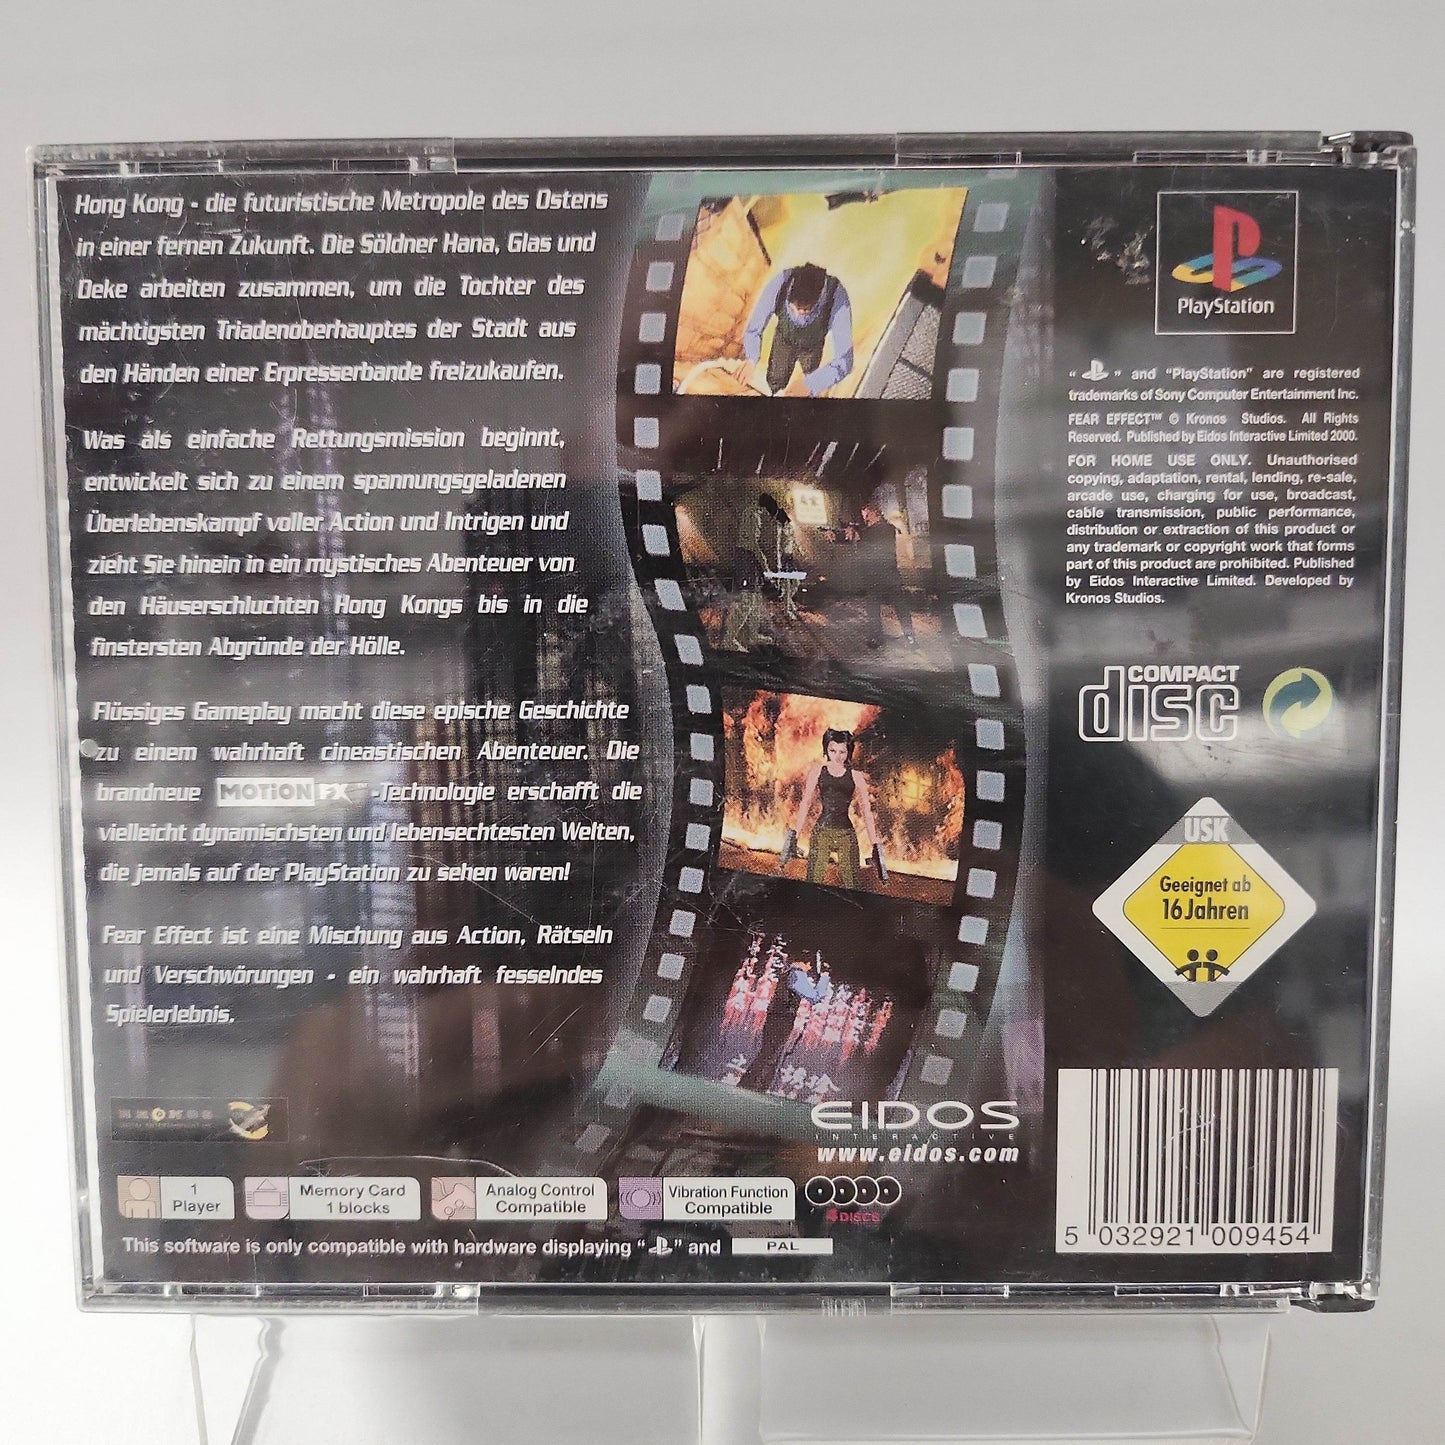 Hong Kong - die futuristische Metropole des Ostens
in einer fernen Zukunft. Die Söldner Hana, Glas und
Deke arbeiten zusammen, um die Tochter des
mächtigsten Triadenoberhauptes der Stadt aus
den Händen einer Erpresserbande freizukaufen.
Was als einfache Rettungsmission beginnt,
entwickelt sich zu einem spannungsgeladenen
Überlebenskampf voller Action und Intrigen und
zieht Sie hinein in ein mystisches Abenteuer von
den Häuserschluchten Hong Kongs bis in die
finstersten Abgründe der Hölle.
Flüssiges Gameplay macht diese epische Geschichte
zu einem wahrhaft cineastischen Abenteuer. Die
brandneue MOTiON FX™-Technologie erschafft die
vielleicht dynamischsten und lebensechtesten Welten,
die jemals auf der PlayStation zu sehen waren!
Fear Effect ist eine Mischung aus Action, Rätseln
und Verschwörungen - ein wahrhaft fesselndes
Spielerlebnis.
KRONOS
EIDOS
INTERACTIVE
www.eidos.com
1
Player
Memory Card
1 blocks
Analog Control
Compatible
Vibration Function
Compatible
4 DISCS
This software is only compatible with hardware displaying " " and PAL
PlayStation
" " and "PlayStation" are registered
trademarks of Sony Computer Entertainment Inc.
FEAR EFFECT™ © Kronos Studios. All Rights
Reserved. Published by Eidos Interactive Limited 2000.
FOR HOME USE ONLY. Unauthorised
copying, adaptation, rental, lending, re-sale,
arcade use, charging for use, broadcast,
cable transmission, public performance,
distribution or extraction of this product or
any trademark or copyright work that forms
part of this product are prohibited. Published
by Eidos Interactive Limited. Developed by
Kronos Studios.
COMPACT
disc
USK
Geeignet ab
16 Jahren
5 032921 009454